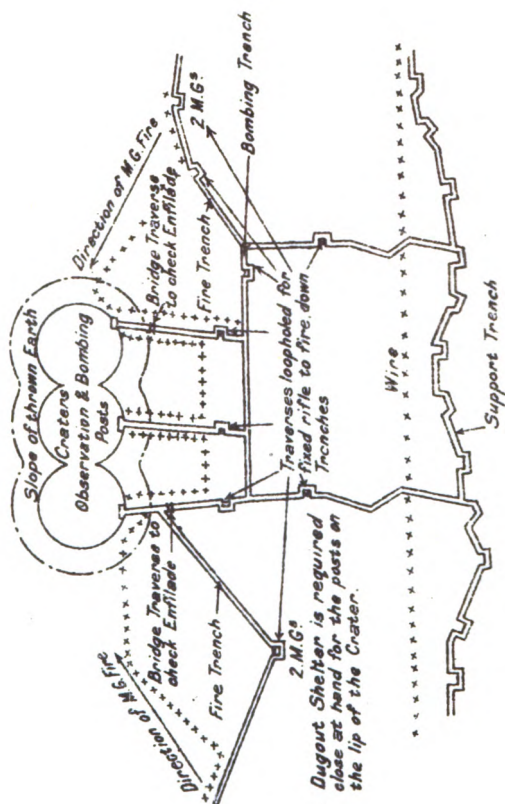 Direction of M.G. Fire
Slope of thrown Earth
Craters
Observation & Bombing
Posts
Direction of M.G. Fire
Bridge Traverse to
check Enfilade
Bridge Traverse
to check Enfilade
Fire Trench
Fire Trench
2 M.Gs.
2. M.Gs
Bombing Trench
Traverses loopholed for
fixed rifle to fire down
Trenches
Dugout Shelter is required
close at hand for the posts on
the lip of the Crater.
Wire
Support Trench